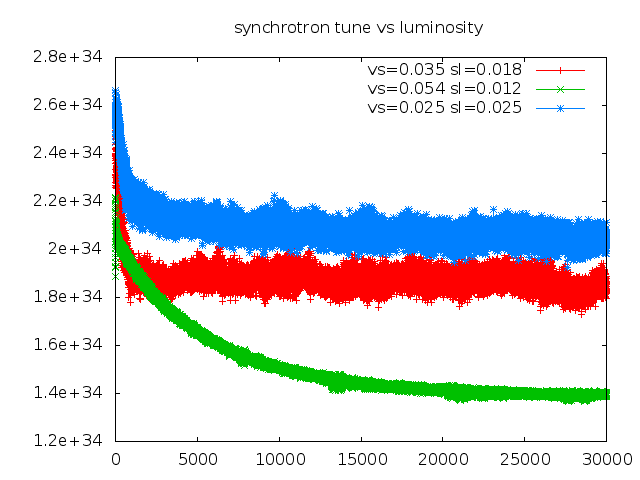 synchrotron tune vs luminosity
2.8e+34
2.6e+34
2.4e+34
2.2e+34
2e+34
1.8e+34
1.6e+34
1.4e+34
1.2e+34
vs=0.035 sl=0.018
vs=0.054 sl=0.012
vs=0.025 sl=0.025
0 5000 10000 15000 20000 25000 30000